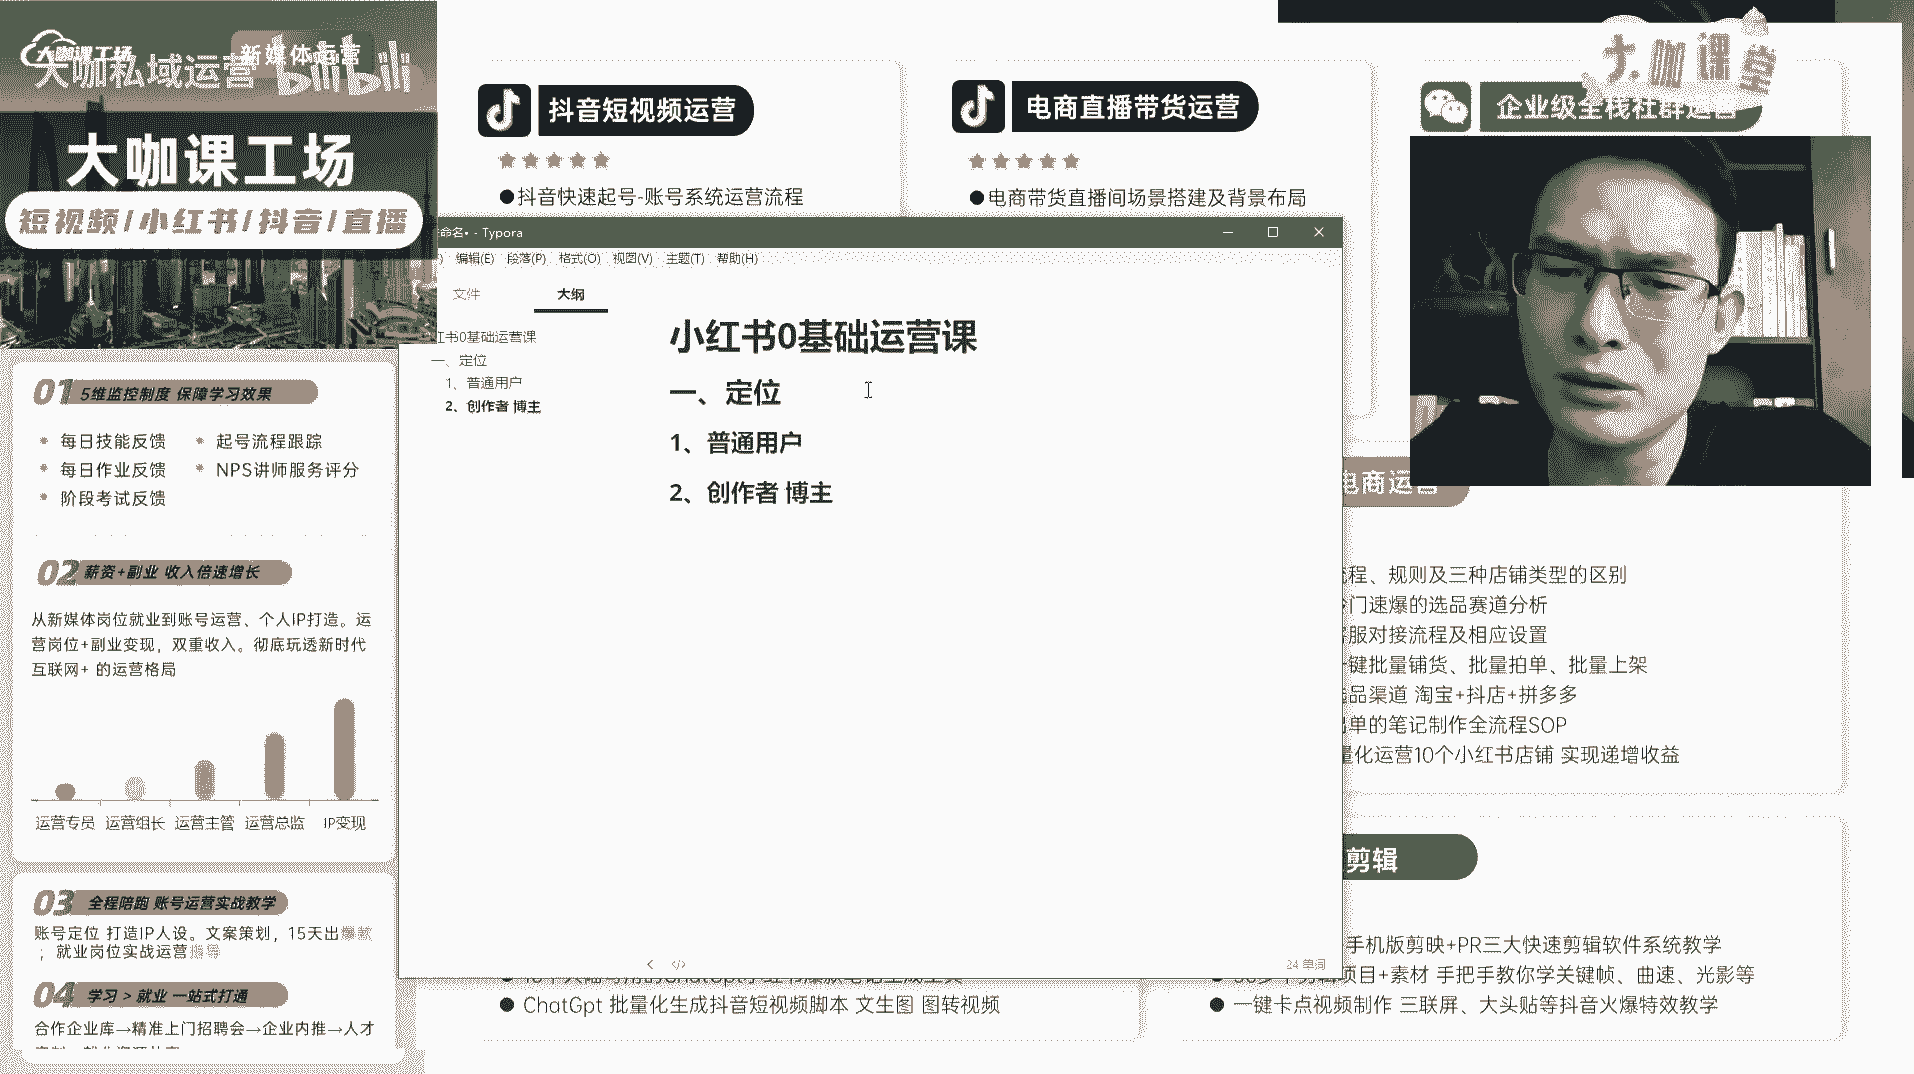 大咖课工场
新媒体运营
大咖私域运营
bilibili
大咖课工场
短视频/小红书/抖音/直播
01 5维监控制度 保障学习效果
每日技能反馈
起号流程跟踪
每日作业反馈
NPS讲师服务评分
阶段考试反馈
02 薪资+副业 收入倍速增长
从新媒体岗位就业到账号运营、个人IP打造。运
营岗位+副业变现，双重收入。彻底玩透新时代
互联网+ 的运营格局
运营专员 运营组长 运营主管 运营总监 IP变现
03 全程陪跑 账号运营实战教学
账号定位 打造IP人设。文案策划，15天出爆款
；就业岗位实战运营指导
04 学习 > 就业 一站式打通
合作企业库→精准上门招聘会→企业内推→人才
抖音短视频运营
●抖音快速起号-账号系统运营流程
电商直播带货运营
●电商带货直播间场景搭建及背景布局
企业级全栈社群运营
大咖课堂
命名• - Typora
编辑(E) 段落(P) 格式(O) 视图(V) 主题(T) 帮助(H)
文件 大纲
红书0基础运营课
一、定位
1、普通用户
2、创作者 博主
小红书0基础运营课
一、定位
1、普通用户
2、创作者 博主
24 单词
电商运营
流程、规则及三种店铺类型的区别
冷门速爆的选品赛道分析
客服对接流程及相应设置
一键批量铺货、批量拍单、批量上架
选品渠道 淘宝+抖店+拼多多
出单的笔记制作全流程SOP
量化运营10个小红书店铺 实现递增收益
● ChatGpt 批量化生成抖音短视频脚本 文生图 图转视频
剪辑
手机版剪映+PR三大快速剪辑软件系统教学
项目+素材 手把手教你学关键帧、曲速、光影等
● 一键卡点视频制作 三联屏、大头贴等抖音火爆特效教学